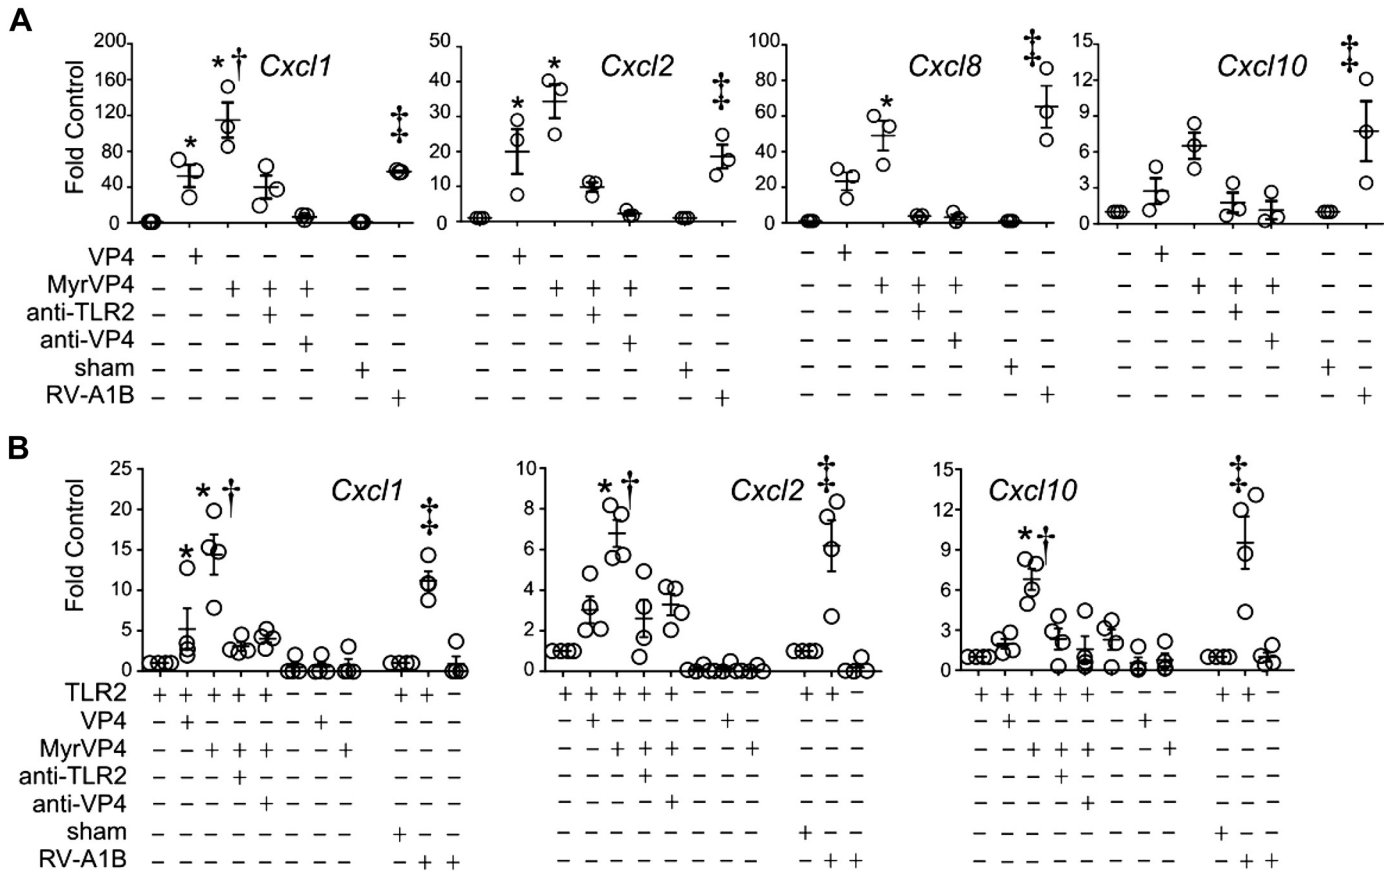 A
Fold Control
200
160
120
80
40
0
Cxcl1
* * † ‡
50
40
30
20
10
0
Cxcl2
* * ‡
100
80
60
40
20
0
Cxcl8
* ‡
15
12
9
6
3
0
Cxcl10
‡
VP4 – + – – – – – – + – – – – – – + – – – – – – + – – – – –
MyrVP4 – – + + + – – – – + + + – – – – + + + – – – – + + + – –
anti-TLR2 – – – + – – – – – – + – – – – – – + – – – – – – + – – –
anti-VP4 – – – – + – – – – – – + – – – – – – + – – – – – – + – –
sham – – – – – + – – – – – – + – – – – – – + – – – – – – + –
RV-A1B – – – – – – + – – – – – – + – – – – – – + – – – – – – +
B
Fold Control
25
20
15
10
5
0
Cxcl1
* * † ‡
10
8
6
4
2
0
Cxcl2
* † ‡
15
12
9
6
3
0
Cxcl10
* † ‡
TLR2 + + + + + – – – + + – + + + + + – – – + + – + + + + + – – – + + –
VP4 – + – – – – + – – – – – + – – – – + – – – – – + – – – – + – – – –
MyrVP4 – – + + + – – + – – – – – + + + – – + – – – – – + + + – – + – – –
anti-TLR2 – – – + – – – – – – – – – – + – – – – – – – – – – + – – – – – – –
anti-VP4 – – – – + – – – – – – – – – – + – – – – – – – – – – + – – – – – –
sham – – – – – – – – + – – – – – – – – – – + – – – – – – – – – – + – –
RV-A1B – – – – – – – – – + + – – – – – – – – – + + – – – – – – – – – + +